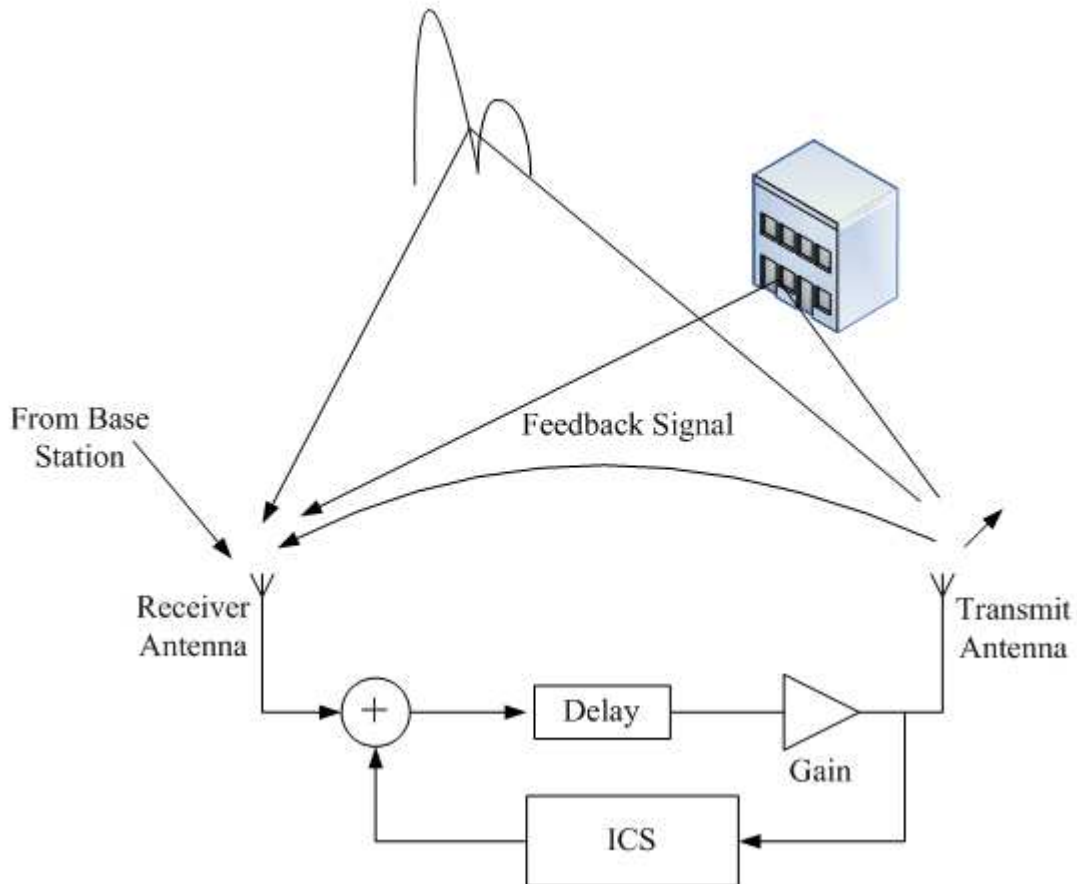 From Base
Station
Feedback Signal
Receiver
Antenna
Transmit
Antenna
+
Delay
Gain
ICS